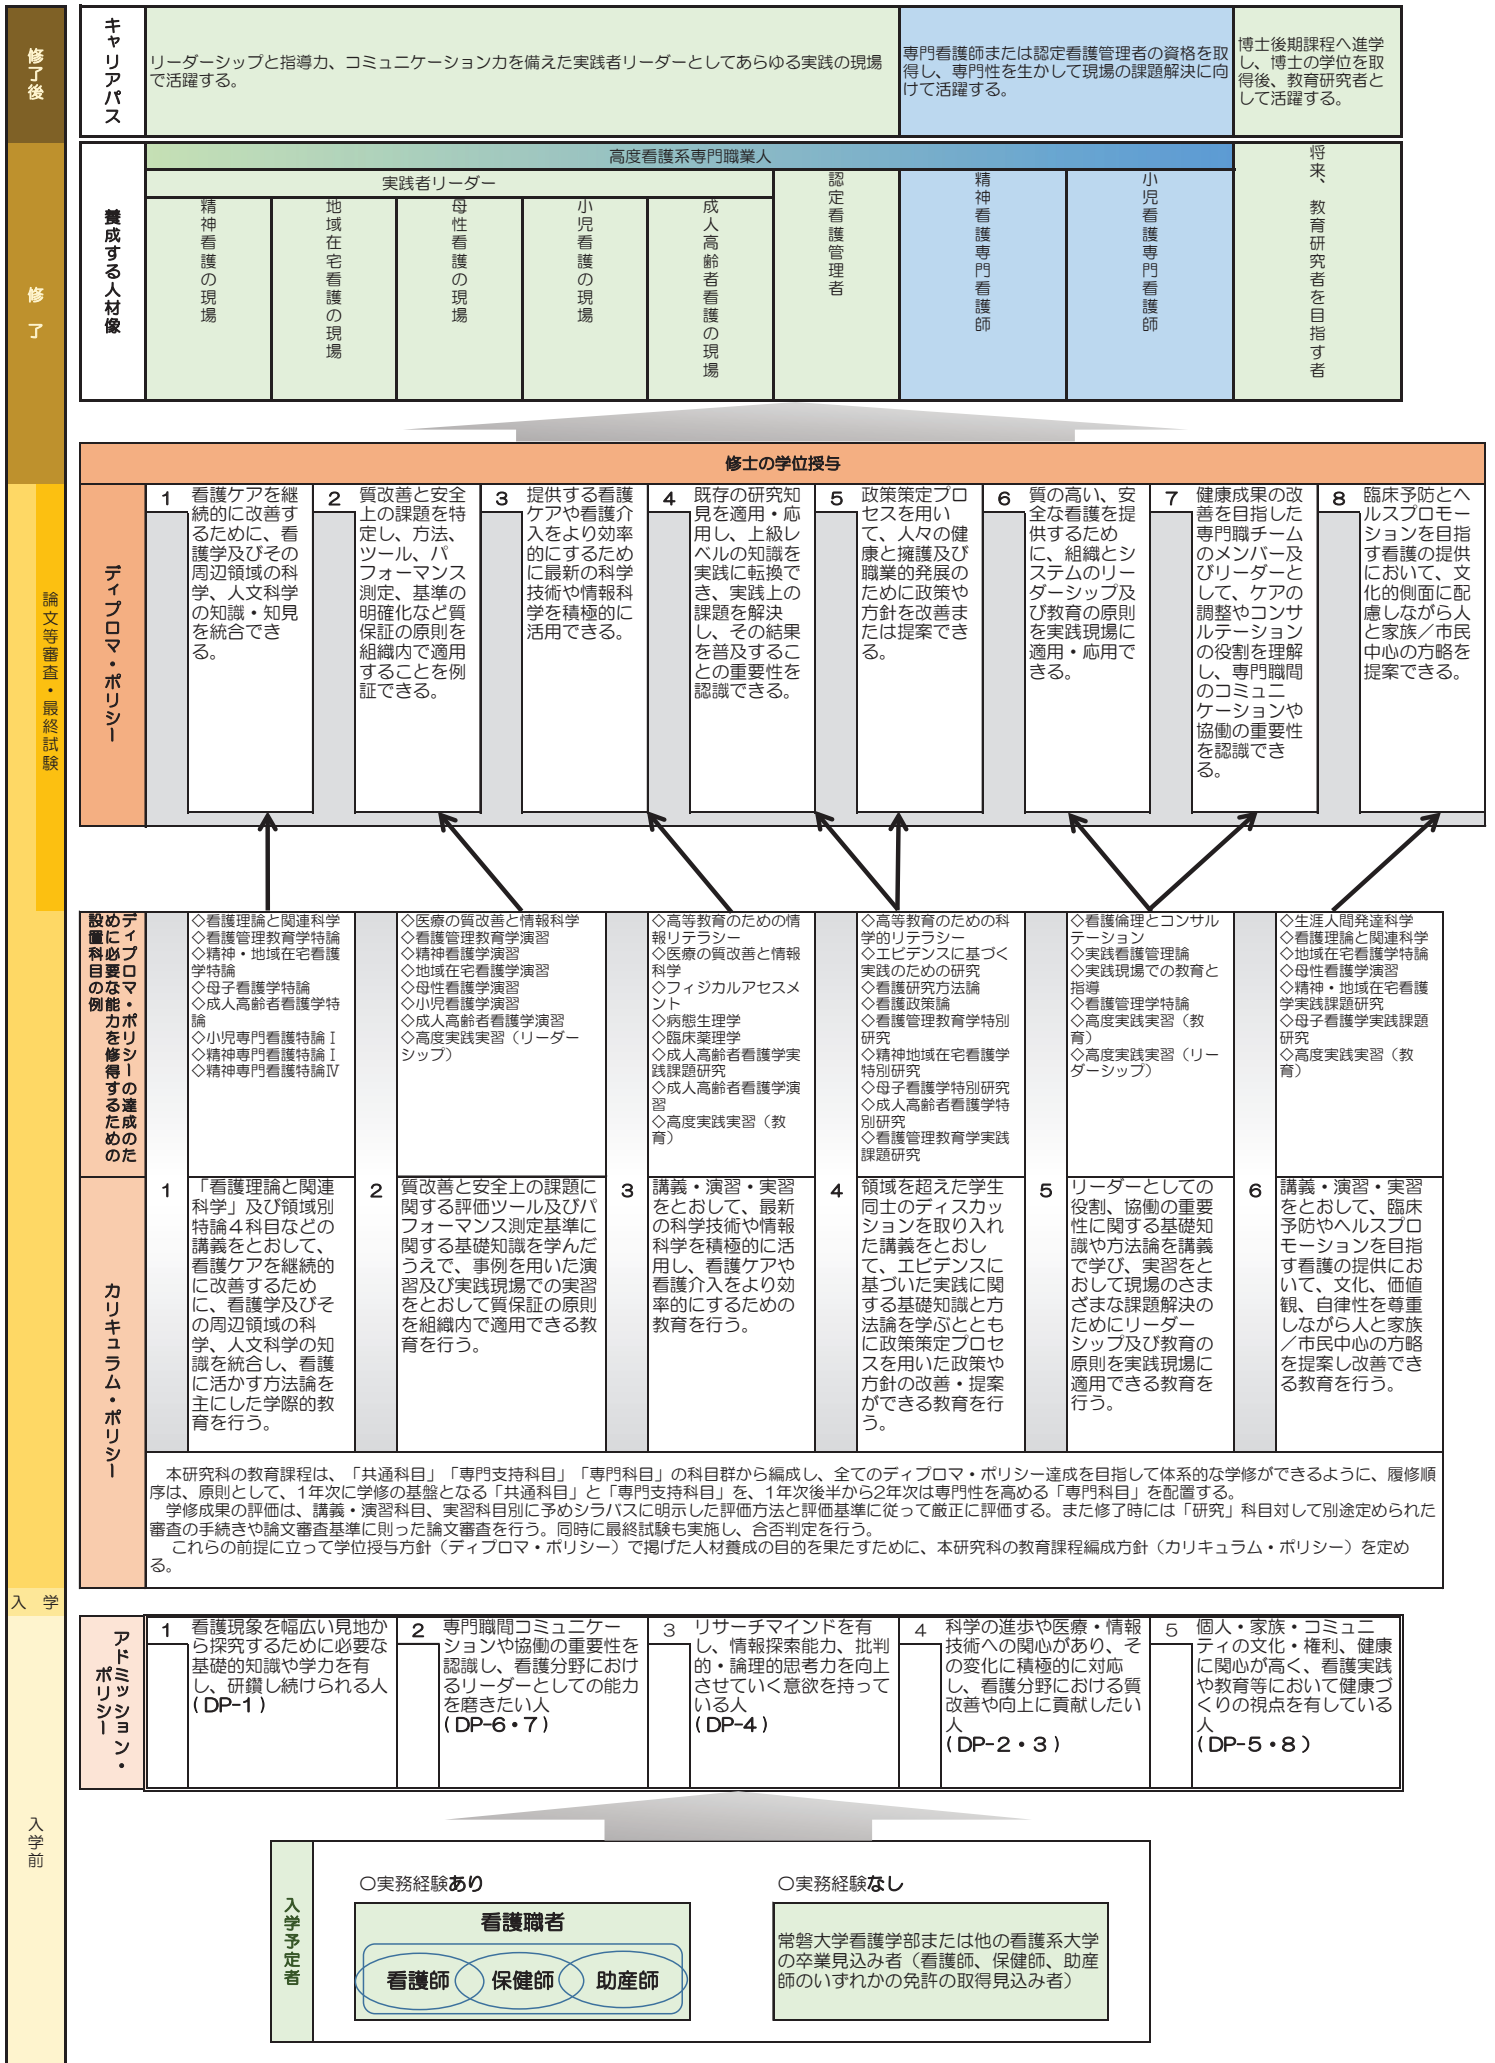 修了後
キャリアパス
リーダーシップと指導力、コミュニケーション力を備えた実践者リーダーとしてあらゆる実践の現場
で活躍する。
専門看護師または認定看護管理者の資格を取
得し、専門性を生かして現場の課題解決に向
けて活躍する。
博士後期課程へ進学
し、博士の学位を取
得後、教育研究者と
して活躍する。
修 了
養成する人材像
高度看護系専門職業人
実践者リーダー
精神看護の現場
地域在宅看護の現場
母性看護の現場
小児看護の現場
成人高齢者看護の現場
認定看護管理者
精神看護専門看護師
小児看護専門看護師
将来、教育研究者を目指す者
修士の学位授与
論文等審査・最終試験
ディプロマ・ポリシー
1
看護ケアを継
続的に改善す
るために、看
護学及びその
周辺領域の科
学、人文科学
の知識・知見
を統合でき
る。
2
質改善と安全
上の課題を特
定し、方法、
ツール、パ
フォーマンス
測定、基準の
明確化など質
保証の原則を
組織内で適用
することを例
証できる。
3
提供する看護
ケアや看護介
入をより効率
的にするため
に最新の科学
技術や情報科
学を積極的に
活用できる。
4
既存の研究知
見を適用・応
用し、上級レ
ベルの知識を
実践に転換で
き、実践上の
課題を解決
し、その結果
を普及するこ
との重要性を
認識できる。
5
政策策定プロ
セスを用い
て、人々の健
康と擁護及び
職業的発展の
ために政策や
方針を改善ま
たは提案でき
る。
6
質の高い、安
全な看護を提
供するため
に、組織とシ
ステムのリー
ダーシップ及
び教育の原則
を実践現場に
適用・応用で
きる。
7
健康成果の改
善を目指した
専門職チーム
のメンバー及
びリーダーと
して、ケアの
調整やコンサ
ルテーション
の役割を理解
し、専門職間
のコミュニ
ケーションや
協働の重要性
を認識でき
る。
8
臨床予防とヘ
ルスプロモー
ションを目指
す看護の提供
において、文
化的側面に配
慮しながら人
と家族／市民
中心の方略を
提案できる。
ディプロマ・ポリシーの達成のた
めに必要な能力を修得するための
設置科目の例
◇看護理論と関連科学
◇看護管理教育学特論
◇精神・地域在宅看護
学特論
◇母子看護学特論
◇成人高齢者看護学特
論
◇小児専門看護特論Ⅰ
◇精神専門看護特論Ⅰ
◇精神専門看護特論Ⅳ
◇医療の質改善と情報科学
◇看護管理教育学演習
◇精神看護学演習
◇地域在宅看護学演習
◇母性看護学演習
◇小児看護学演習
◇成人高齢者看護学演習
◇高度実践実習（リーダー
シップ）
◇高等教育のための情
報リテラシー
◇医療の質改善と情報
科学
◇フィジカルアセスメ
ント
◇病態生理学
◇臨床薬理学
◇成人高齢者看護学実
践課題研究
◇成人高齢者看護学演
習
◇高度実践実習（教
育）
◇高等教育のための科
学的リテラシー
◇エビデンスに基づく
実践のための研究
◇看護研究方法論
◇看護政策論
◇看護管理教育学特別
研究
◇精神地域在宅看護学
特別研究
◇母子看護学特別研究
◇成人高齢者看護学特
別研究
◇看護管理教育学実践
課題研究
◇看護倫理とコンサル
テーション
◇実践看護管理論
◇実践現場での教育と
指導
◇看護管理学特論
◇高度実践実習（教
育）
◇高度実践実習（リー
ダーシップ）
◇生涯人間発達科学
◇看護理論と関連科学
◇地域在宅看護学特論
◇母性看護学演習
◇精神・地域在宅看護
学実践課題研究
◇母子看護学実践課題
研究
◇高度実践実習（教
育）
カリキュラム・ポリシー
1
「看護理論と関連
科学」及び領域別
特論４科目などの
講義をとおして、
看護ケアを継続的
に改善するため
に、看護学及びそ
の周辺領域の科
学、人文科学の知
識を統合し、看護
に活かす方法論を
主にした学際的教
育を行う。
2
質改善と安全上の課題に
関する評価ツール及びパ
フォーマンス測定基準に
関する基礎知識を学んだ
うえで、事例を用いた演
習及び実践現場での実習
をとおして質保証の原則
を組織内で適用できる教
育を行う。
3
講義・演習・実習
をとおして、最新
の科学技術や情報
科学を積極的に活
用し、看護ケアや
看護介入をより効
率的にするための
教育を行う。
4
領域を超えた学生
同士のディスカッ
ションを取り入れ
た講義をとおし
て、エビデンスに
基づいた実践に関
する基礎知識と方
法論を学ぶととも
に政策策定プロセ
スを用いた政策や
方針の改善・提案
ができる教育を行
う。
5
リーダーとしての
役割、協働の重要
性に関する基礎知
識や方法論を講義
で学び、実習をと
おして現場のさま
ざまな課題解決の
ためにリーダー
シップ及び教育の
原則を実践現場に
適用できる教育を
行う。
6
講義・演習・実習
をとおして、臨床
予防やヘルスプロ
モーションを目指
す看護の提供にお
いて、文化、価値
観、自律性を尊重
しながら人と家族
／市民中心の方略
を提案し改善でき
る教育を行う。
本研究科の教育課程は、「共通科目」「専門支持科目」「専門科目」の科目群から編成し、全てのディプロマ・ポリシー達成を目指して体系的な学修ができるように、履修順
序は、原則として、1年次に学修の基盤となる「共通科目」と「専門支持科目」を、1年次後半から2年次は専門性を高める「専門科目」を配置する。
学修成果の評価は、講義・演習科目、実習科目別に予めシラバスに明示した評価方法と評価基準に従って厳正に評価する。また修了時には「研究」科目対して別途定められた
審査の手続きや論文審査基準に則った論文審査を行う。同時に最終試験も実施し、合否判定を行う。
これらの前提に立って学位授与方針（ディプロマ・ポリシー）で掲げた人材養成の目的を果たすために、本研究科の教育課程編成方針（カリキュラム・ポリシー）を定め
る。
入 学
アドミッション・
ポリシー
1
看護現象を幅広い見地か
ら探究するために必要な
基礎的知識や学力を有
し、研鑽し続けられる人
（DP-1）
2
専門職間コミュニケー
ションや協働の重要性を
認識し、看護分野におけ
るリーダーとしての能力
を磨きたい人
（DP-6・7）
3
リサーチマインドを有
し、情報探索能力、批判
的・論理的思考力を向上
させていく意欲を持って
いる人
（DP-4）
4
科学の進歩や医療・情報
技術への関心があり、そ
の変化に積極的に対応
し、看護分野における質
改善や向上に貢献したい
人
（DP-2・3）
5
個人・家族・コミュニ
ティの文化・権利、健康
に関心が高く、看護実践
や教育等において健康づ
くりの視点を有している
人
（DP-5・8）
入学前
入学予定者
○実務経験あり
看護職者
看護師
保健師
助産師
○実務経験なし
常磐大学看護学部または他の看護系大学
の卒業見込み者（看護師、保健師、助産
師のいずれかの免許の取得見込み者）